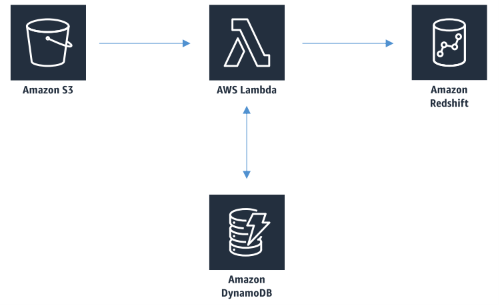 Amazon S3
AWS Lambda
Amazon
Redshift
Amazon
DynamoDB